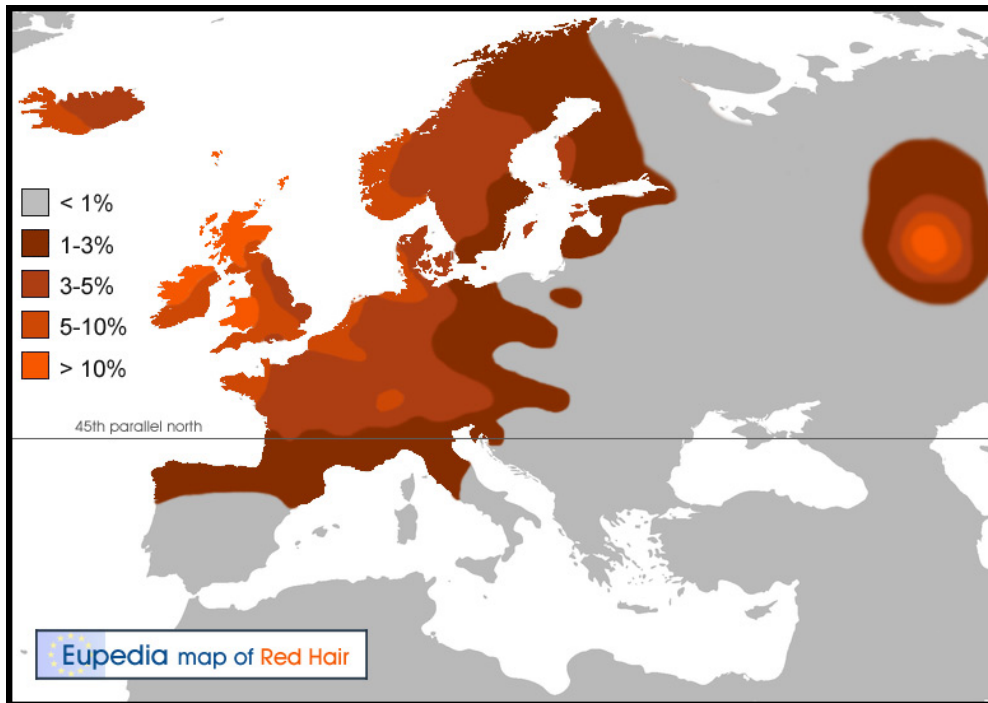 < 1%
1-3%
3-5%
5-10%
> 10%
45th parallel north
Eupedia map of Red Hair